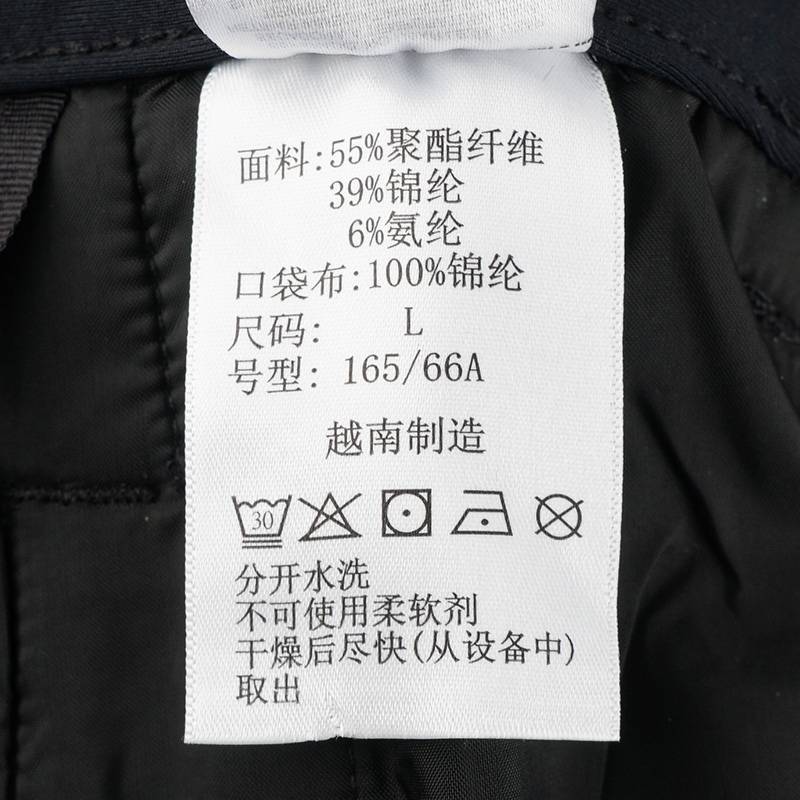 面料:55%聚酯纤维
39%锦纶
6%氨纶
口袋布:100%锦纶
尺码: L
号型: 165/66A
越南制造
30
分开水洗
不可使用柔软剂
干燥后尽快(从设备中)
取出